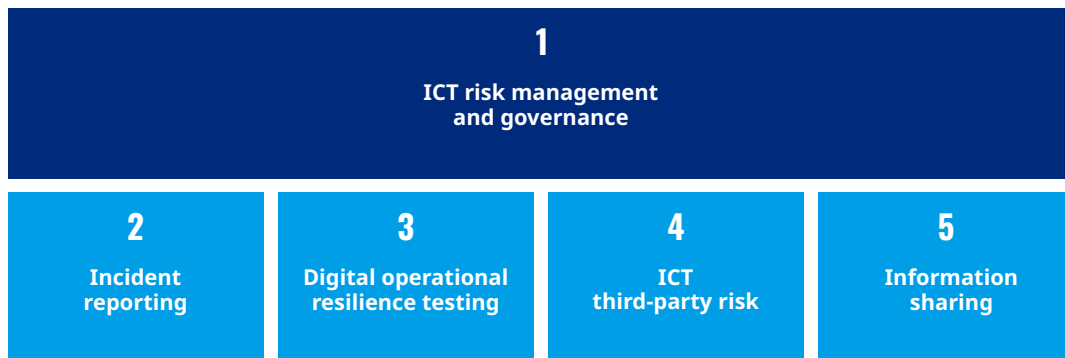 1
ICT risk management
and governance
2
Incident
reporting
3
Digital operational
resilience testing
4
ICT
third-party risk
5
Information
sharing